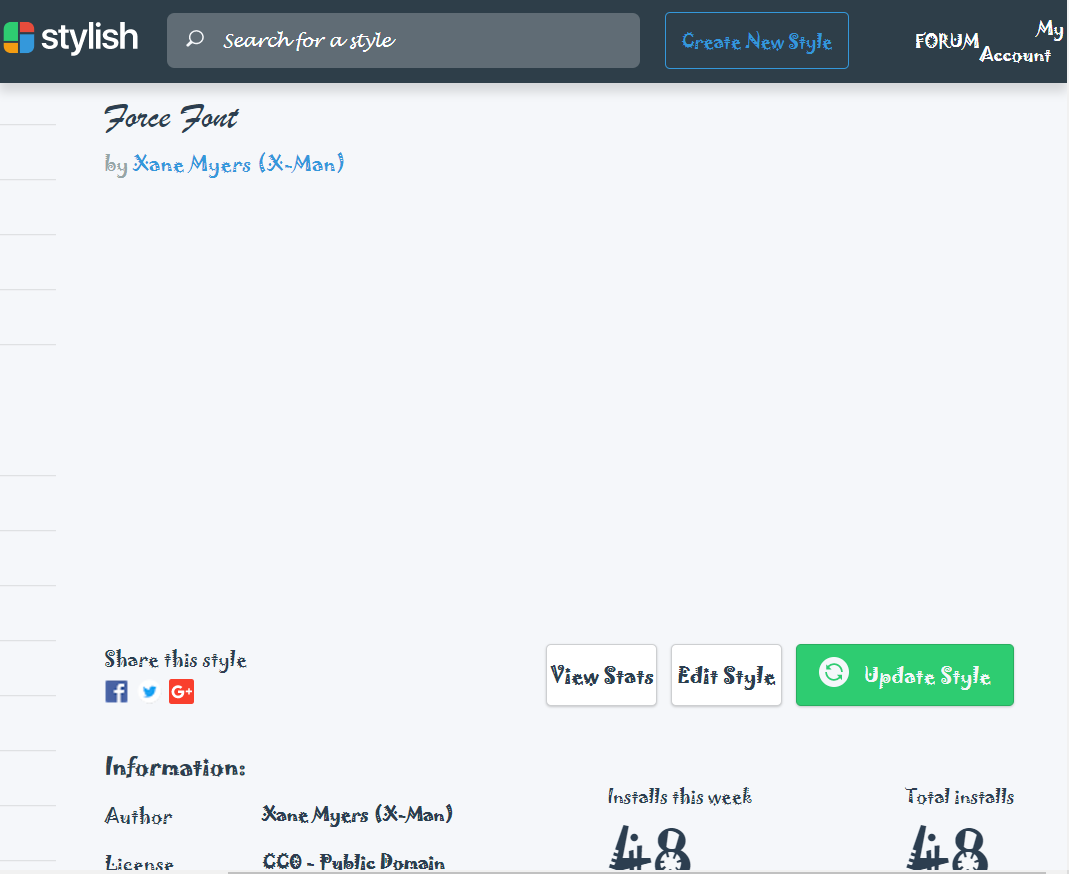 stylish
Search for a style
Create New Style
FORUM
My Account
Force Font
by Xane Myers (X-Man)
Share this style
View Stats
Edit Style
Update Style
Information:
Author
Xane Myers (X-Man)
License
CC0 - Public Domain
Installs this week
48
Total installs
48